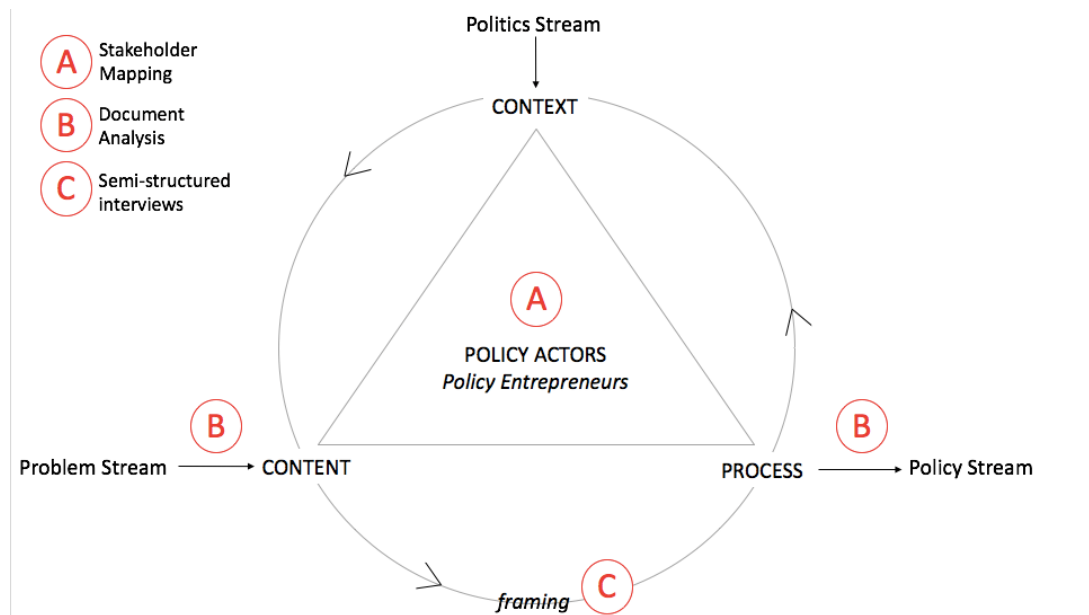 Politics Stream
A
Stakeholder
Mapping
CONTEXT
B
Document
Analysis
C
Semi-structured
interviews
A
POLICY ACTORS
Policy Entrepreneurs
B
B
Problem Stream
CONTENT
PROCESS
Policy Stream
framing
C